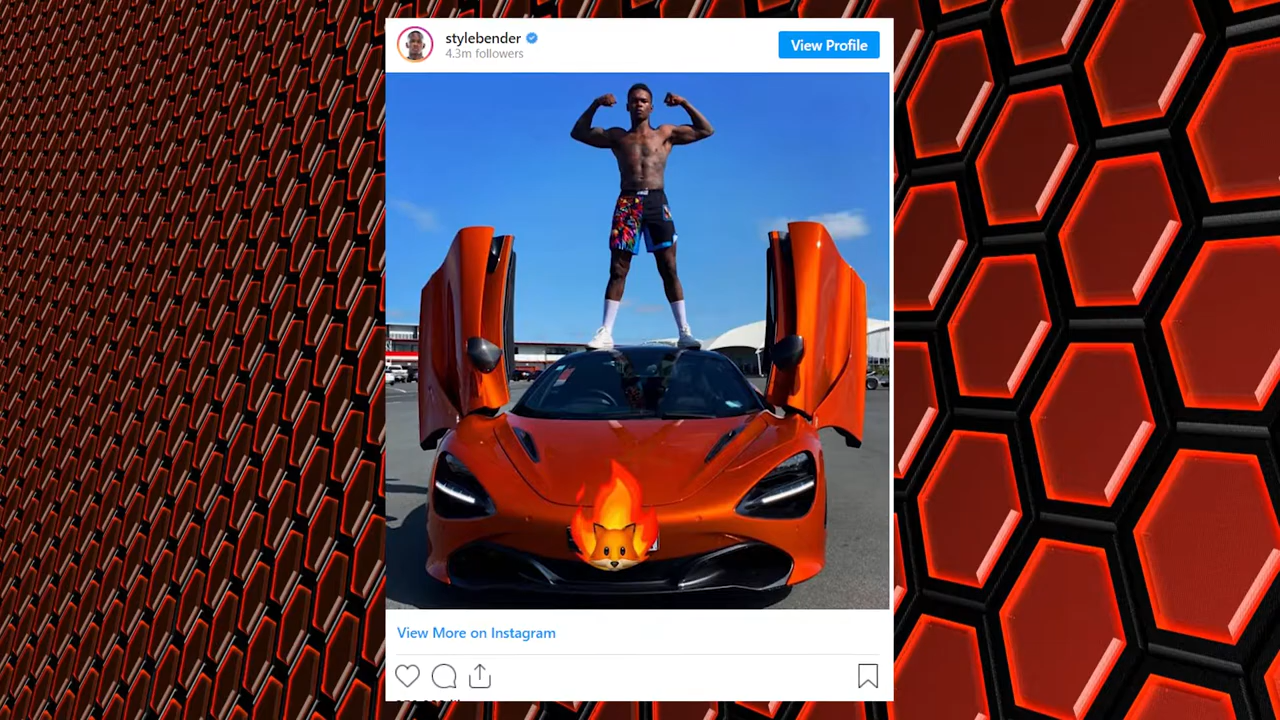 stylebender
4.3m followers
View Profile
View More on Instagram